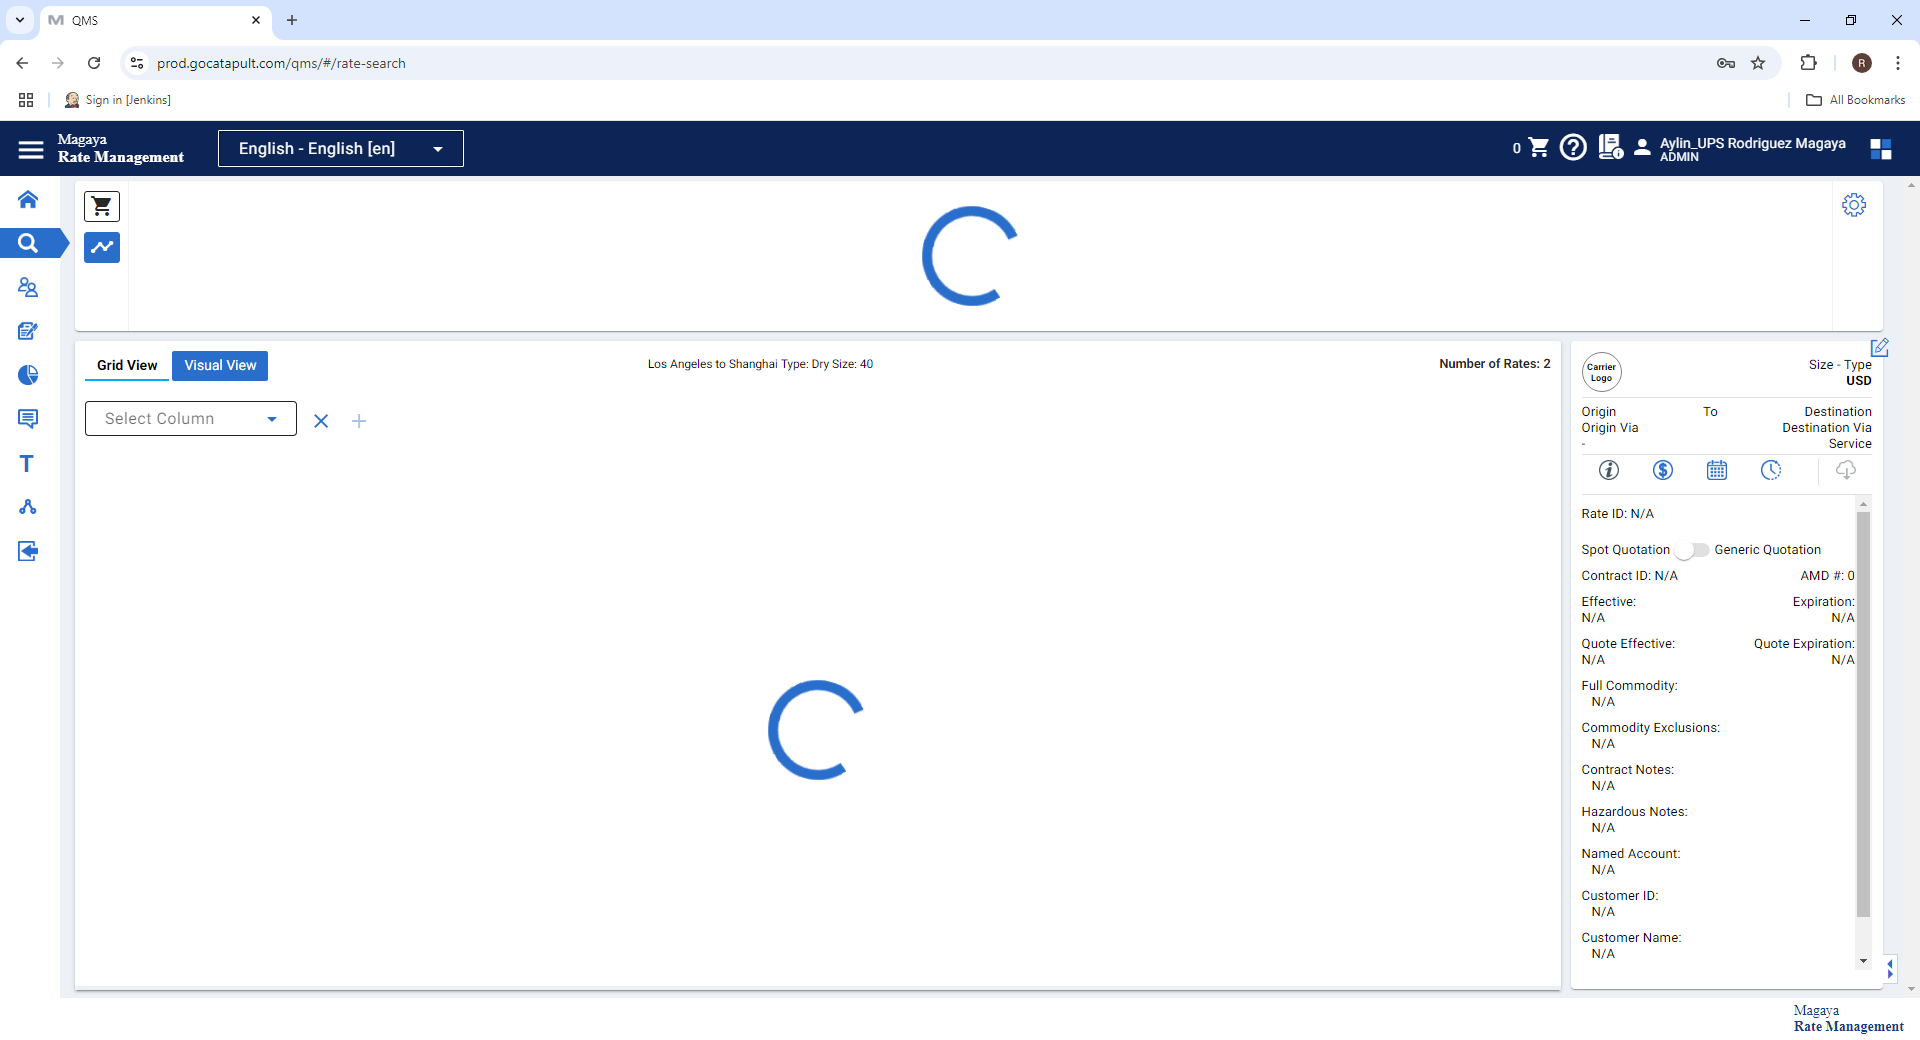 QMS
prod.gocatapult.com/qms/#/rate-search
R
Sign in [Jenkins]
All Bookmarks
Magaya
Rate Management
English - English [en]
0
Aylin_UPS Rodriguez Magaya
ADMIN
Grid View
Visual View
Los Angeles to Shanghai Type: Dry Size: 40
Number of Rates: 2
Select Column
Carrier
Logo
Size - Type
USD
Origin To Destination
Origin Via Destination Via
- Service
Rate ID: N/A
Spot Quotation Generic Quotation
Contract ID: N/A AMD #: 0
Effective: Expiration:
N/A N/A
Quote Effective: Quote Expiration:
N/A N/A
Full Commodity:
N/A
Commodity Exclusions:
N/A
Contract Notes:
N/A
Hazardous Notes:
N/A
Named Account:
N/A
Customer ID:
N/A
Customer Name:
N/A
Magaya
Rate Management